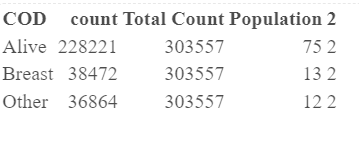 COD count Total Count Population 2
Alive 228221 303557 75 2
Breast 38472 303557 13 2
Other 36864 303557 12 2